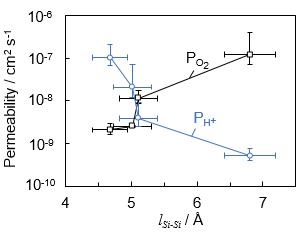 Permeability / cm² s⁻¹
10⁻⁶
10⁻⁷
10⁻⁸
10⁻⁹
10⁻¹⁰
P_O₂
P_H⁺
4 5 6 7
l_Si-Si / Å